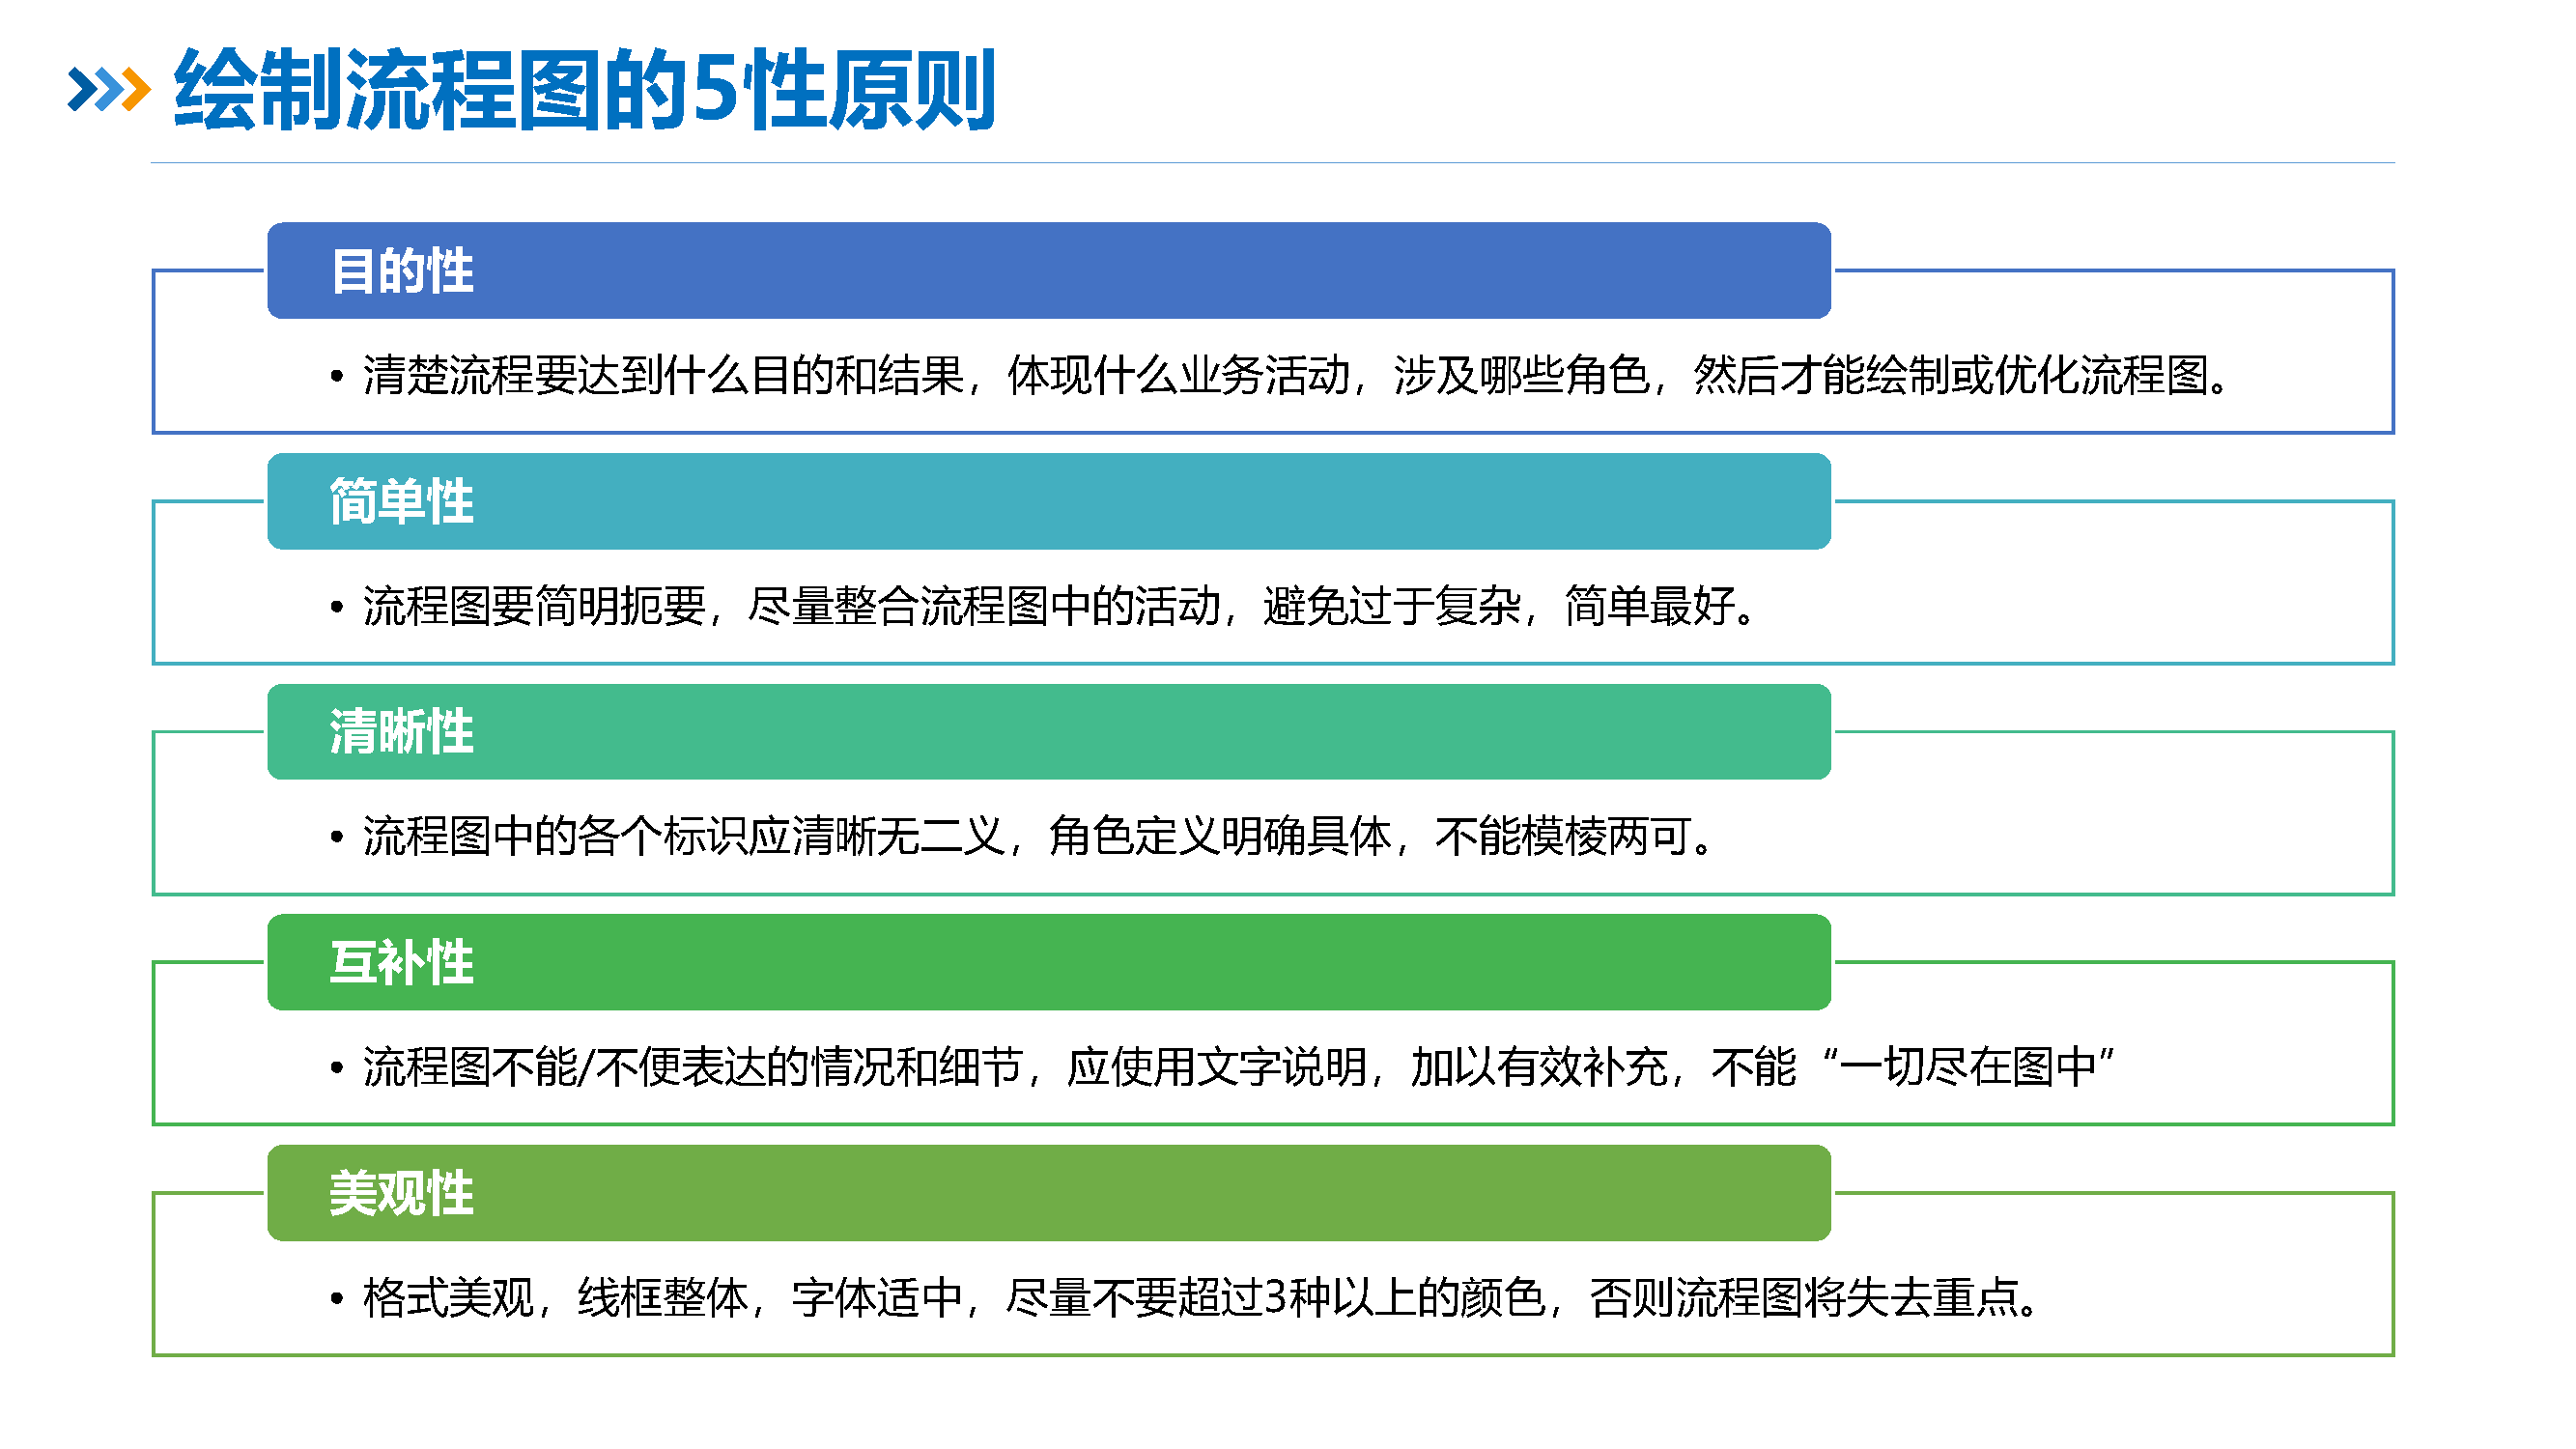 绘制流程图的5性原则
目的性
• 清楚流程要达到什么目的和结果，体现什么业务活动，涉及哪些角色，然后才能绘制或优化流程图。
简单性
• 流程图要简明扼要，尽量整合流程图中的活动，避免过于复杂，简单最好。
清晰性
• 流程图中的各个标识应清晰无二义，角色定义明确具体，不能模棱两可。
互补性
• 流程图不能/不便表达的情况和细节，应使用文字说明，加以有效补充，不能“一切尽在图中”
美观性
• 格式美观，线框整体，字体适中，尽量不要超过3种以上的颜色，否则流程图将失去重点。